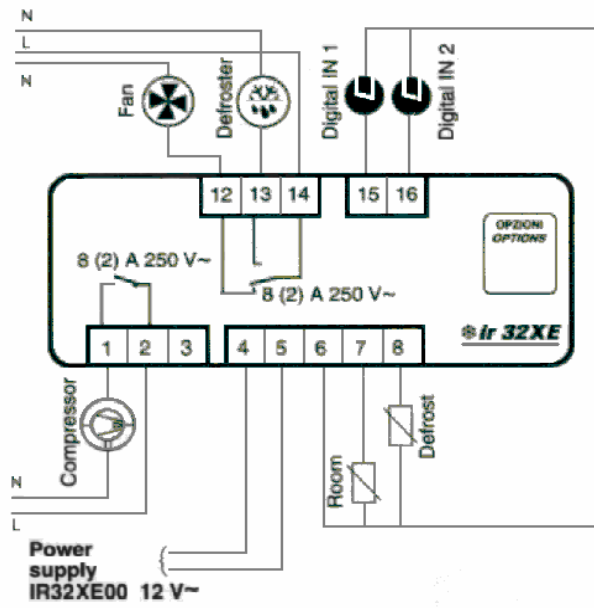 N
L
N
Fan
Defroster
Digital IN 1
Digital IN 2
12 13 14 15 16
OPZIONI
OPTIONS
8 (2) A 250 V~
8 (2) A 250 V~
ir 32XE
1 2 3 4 5 6 7 8
Compressor
Room
Defrost
N
L
Power
supply
IR32XE00 12 V~